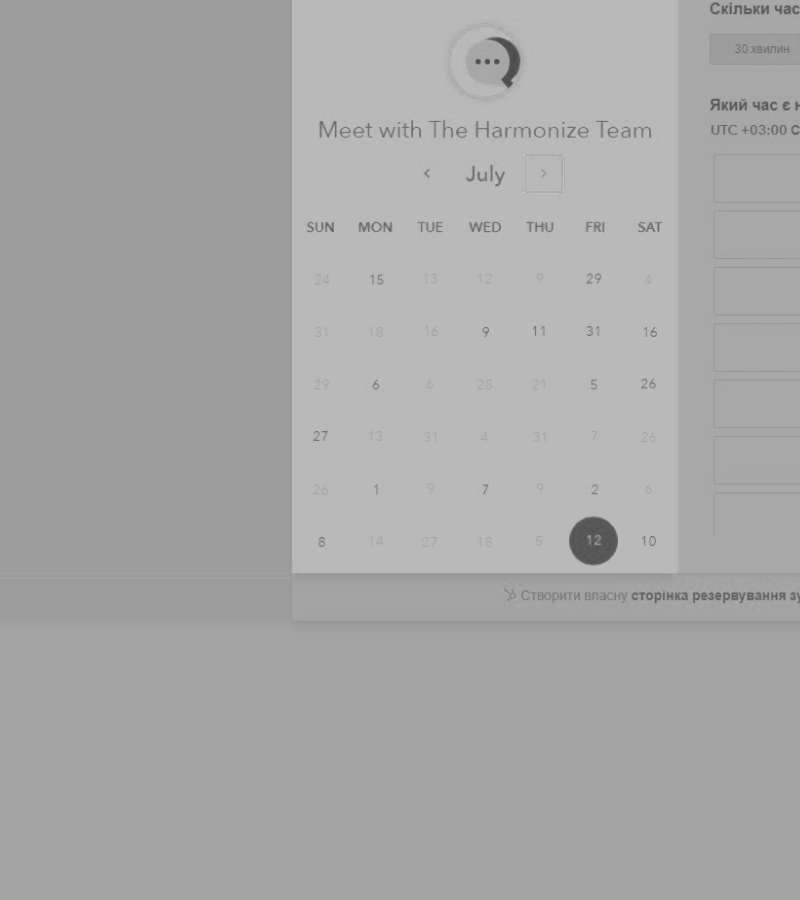 Meet with The Harmonize Team
July
SUN MON TUE WED THU FRI SAT
24 15 13 12 9 29 4
31 18 16 9 11 31 16
29 6 6 28 21 5 26
27 13 31 4 31 7 26
26 1 9 7 9 2 6
8 14 27 18 5 12 10
Скільки час
30 хвилин
Який час є
UTC +03:00
Створити власну сторінка резервування